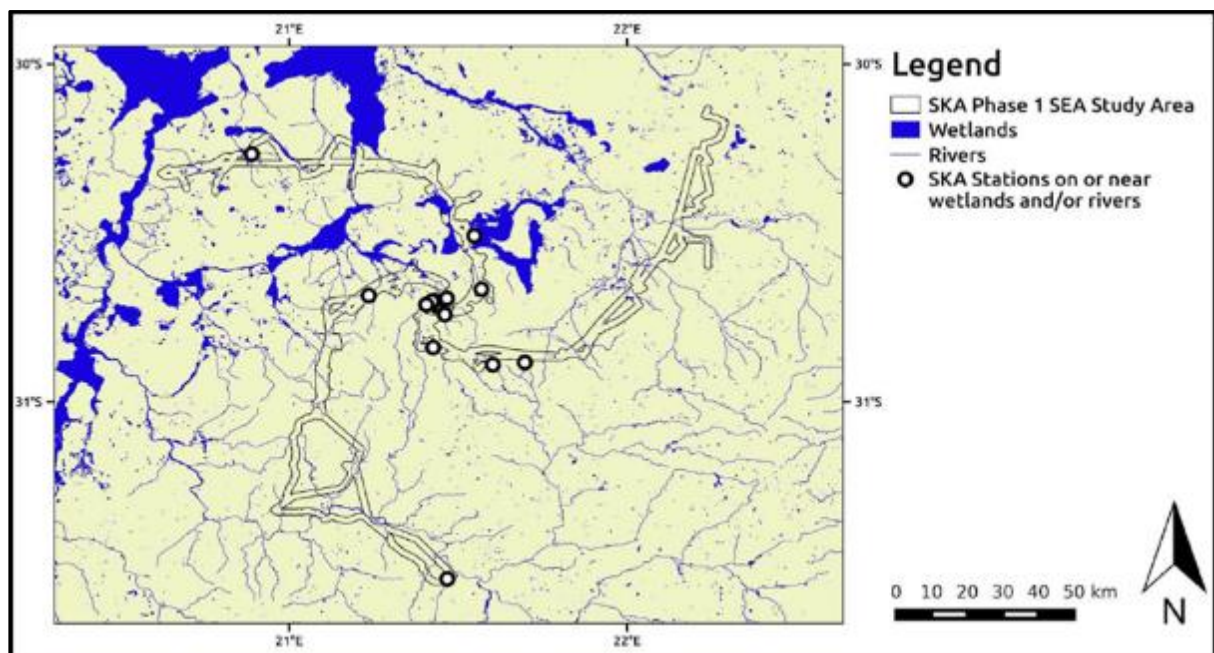 21°E
22°E
30°S
30°S
Legend
SKA Phase 1 SEA Study Area
Wetlands
Rivers
SKA Stations on or near
wetlands and/or rivers
31°S
31°S
0 10 20 30 40 50 km
N
21°E
22°E